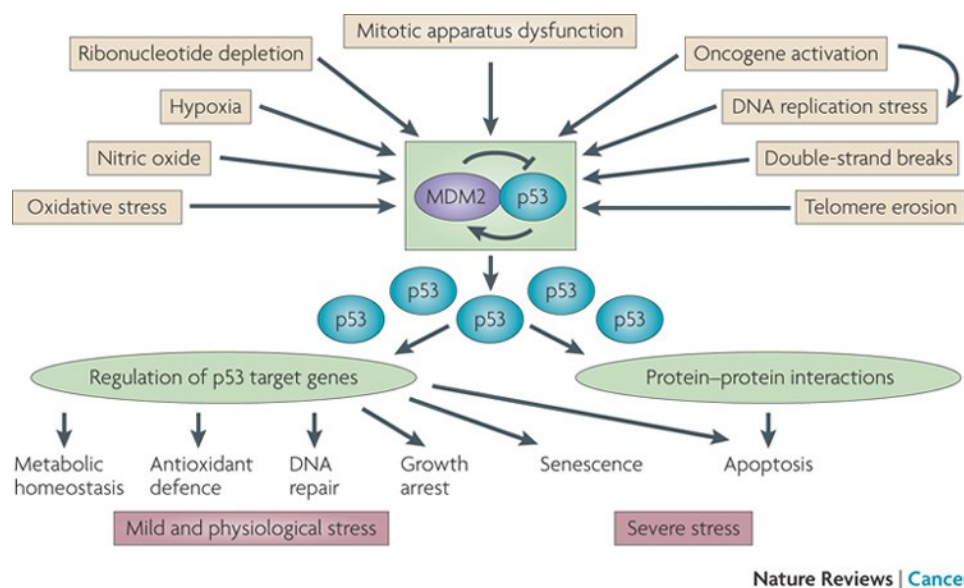 Mitotic apparatus dysfunction
Ribonucleotide depletion
Oncogene activation
Hypoxia
DNA replication stress
Nitric oxide
Double-strand breaks
Oxidative stress
Telomere erosion
MDM2
p53
p53
p53
p53
p53
p53
Regulation of p53 target genes
Protein–protein interactions
Metabolic
homeostasis
Antioxidant
defence
DNA
repair
Growth
arrest
Senescence
Apoptosis
Mild and physiological stress
Severe stress
Nature Reviews | Cance